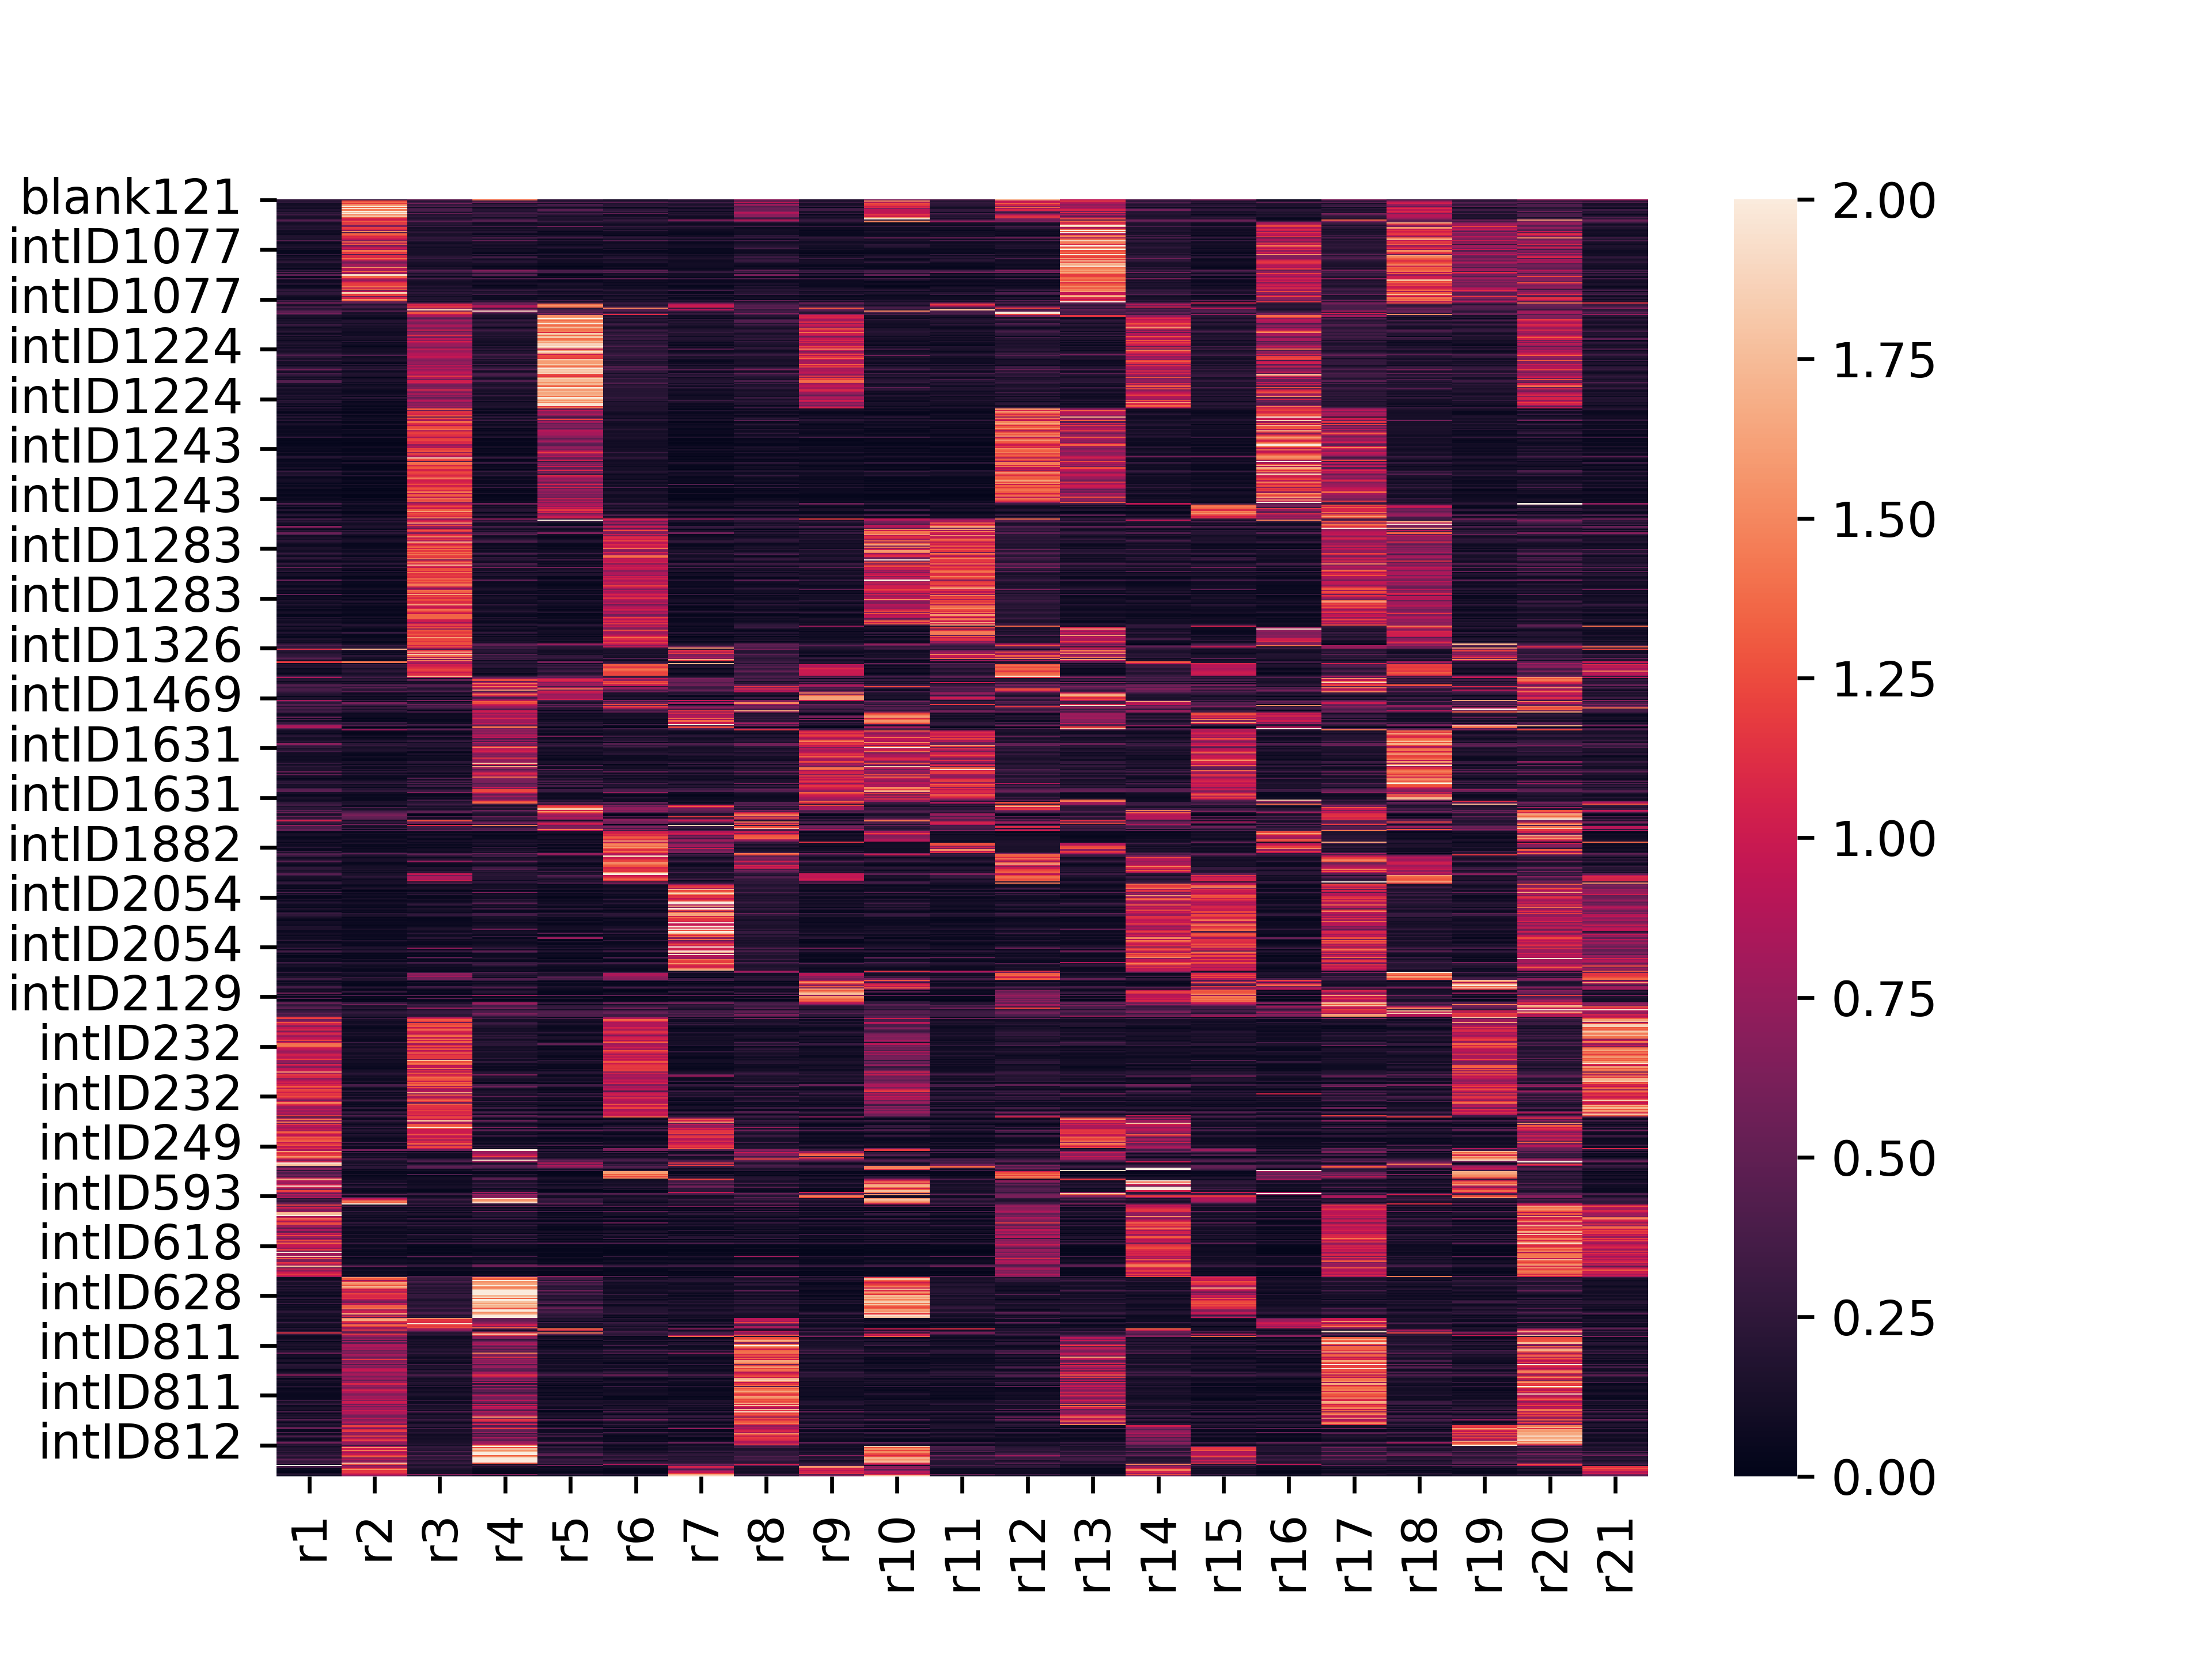 blank121
intID1077
intID1077
intID1224
intID1224
intID1243
intID1243
intID1283
intID1283
intID1326
intID1469
intID1631
intID1631
intID1882
intID2054
intID2054
intID2129
intID232
intID232
intID249
intID593
intID618
intID628
intID811
intID811
intID812
r1
r2
r3
r4
r5
r6
r7
r8
r9
r10
r11
r12
r13
r14
r15
r16
r17
r18
r19
r20
r21
2.00
1.75
1.50
1.25
1.00
0.75
0.50
0.25
0.00